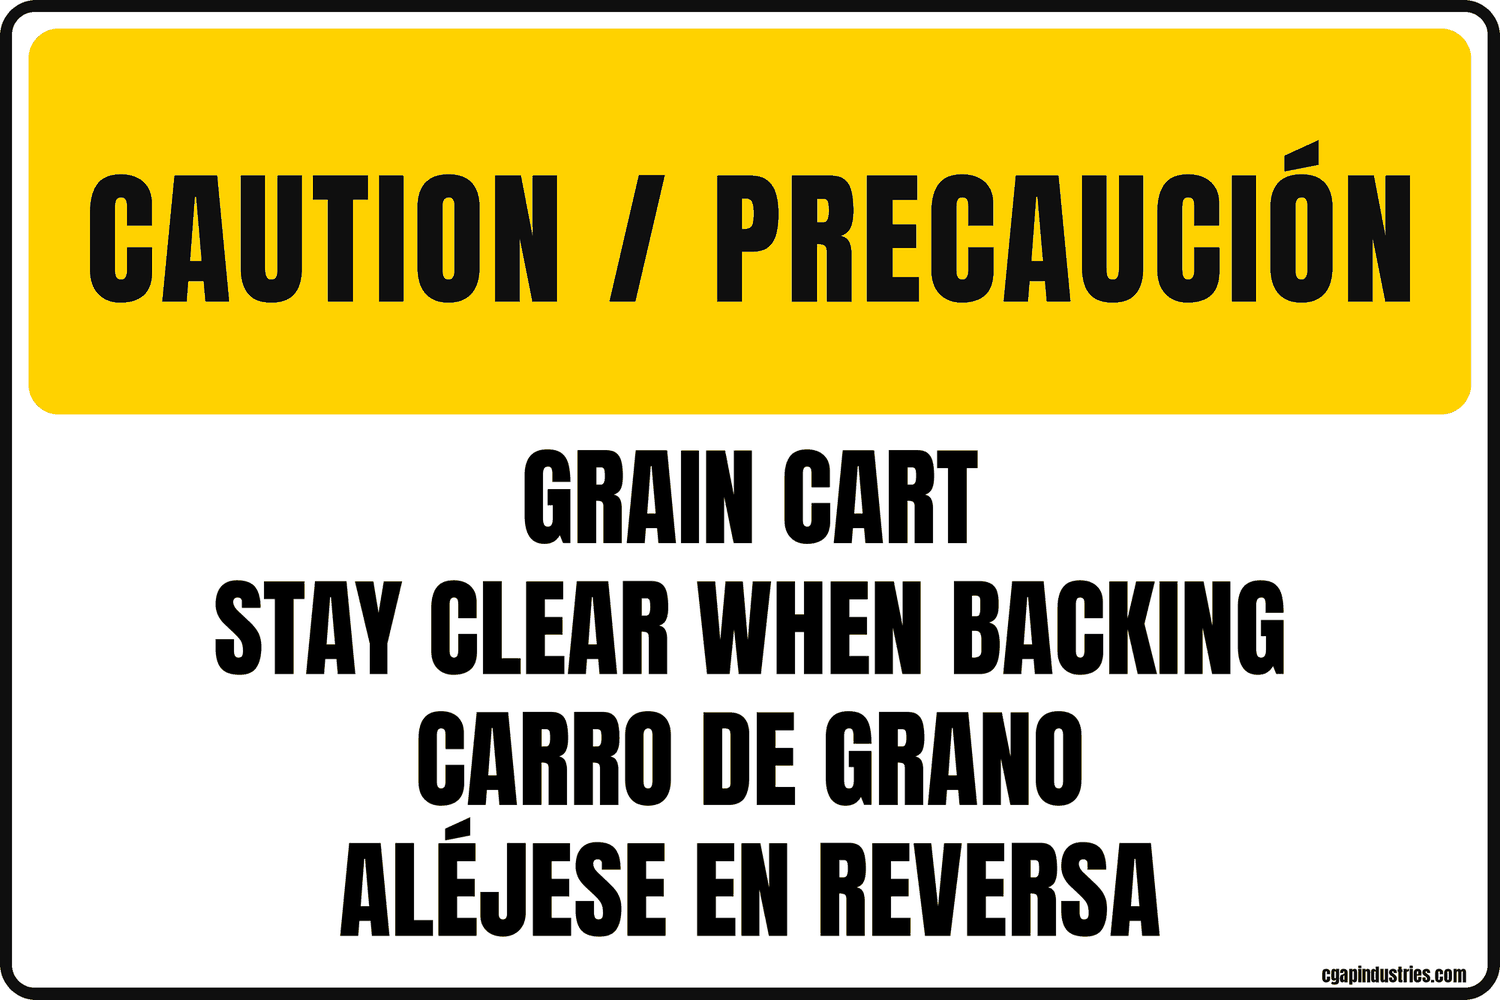 CAUTION / PRECAUCIÓN
GRAIN CART
STAY CLEAR WHEN BACKING
CARRO DE GRANO
ALÉJESE EN REVERSA
cgapindustries.com